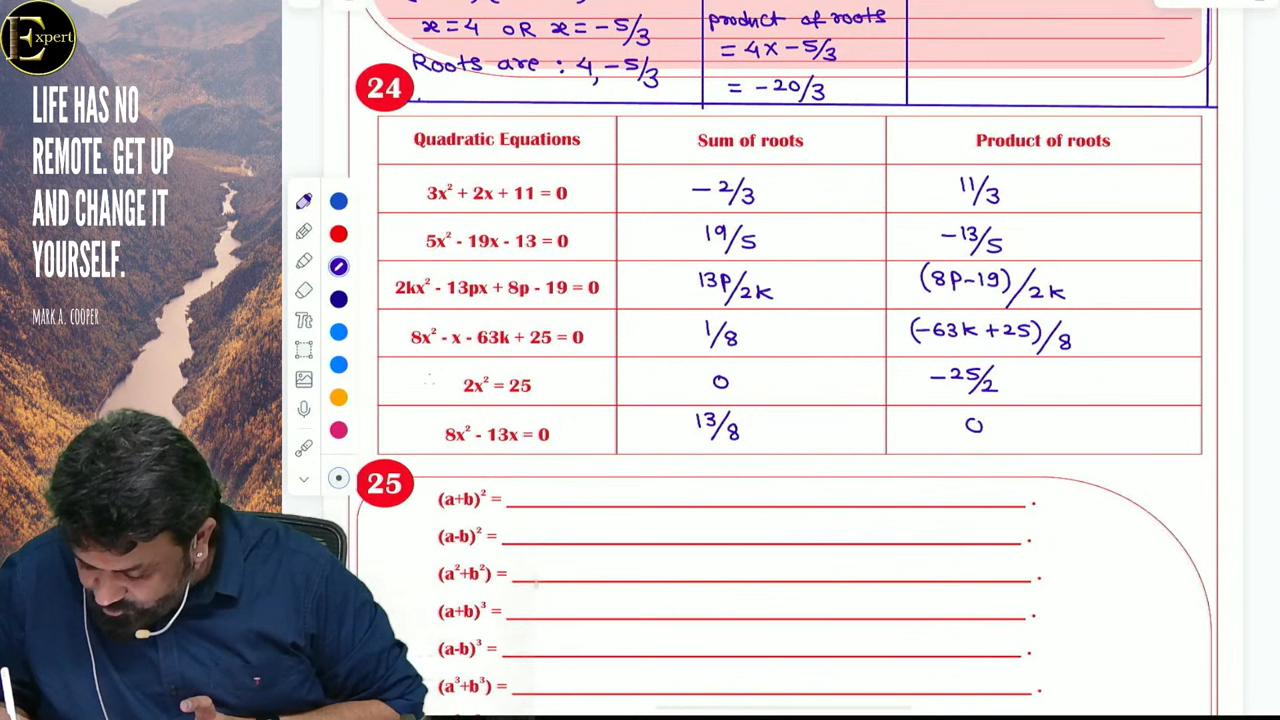 Expert
LIFE HAS NO
REMOTE. GET UP
AND CHANGE IT
YOURSELF.
MARK A. COOPER
x=4 OR x=-5/3
Roots are : 4, -5/3
product of roots
= 4x -5/3
= -20/3
24
Quadratic Equations Sum of roots Product of roots
3x² + 2x + 11 = 0 -2/3 11/3
5x² - 19x - 13 = 0 19/5 -13/5
2kx² - 13px + 8p - 19 = 0 13p/2k (8p-19)/2k
8x² - x - 63k + 25 = 0 1/8 (-63k+25)/8
2x² = 25 0 -25/2
8x² - 13x = 0 13/8 0
25
(a+b)² = .
(a-b)² = .
(a²+b²) = .
(a+b)³ = .
(a-b)³ = .
(a³+b³) = .
Tt